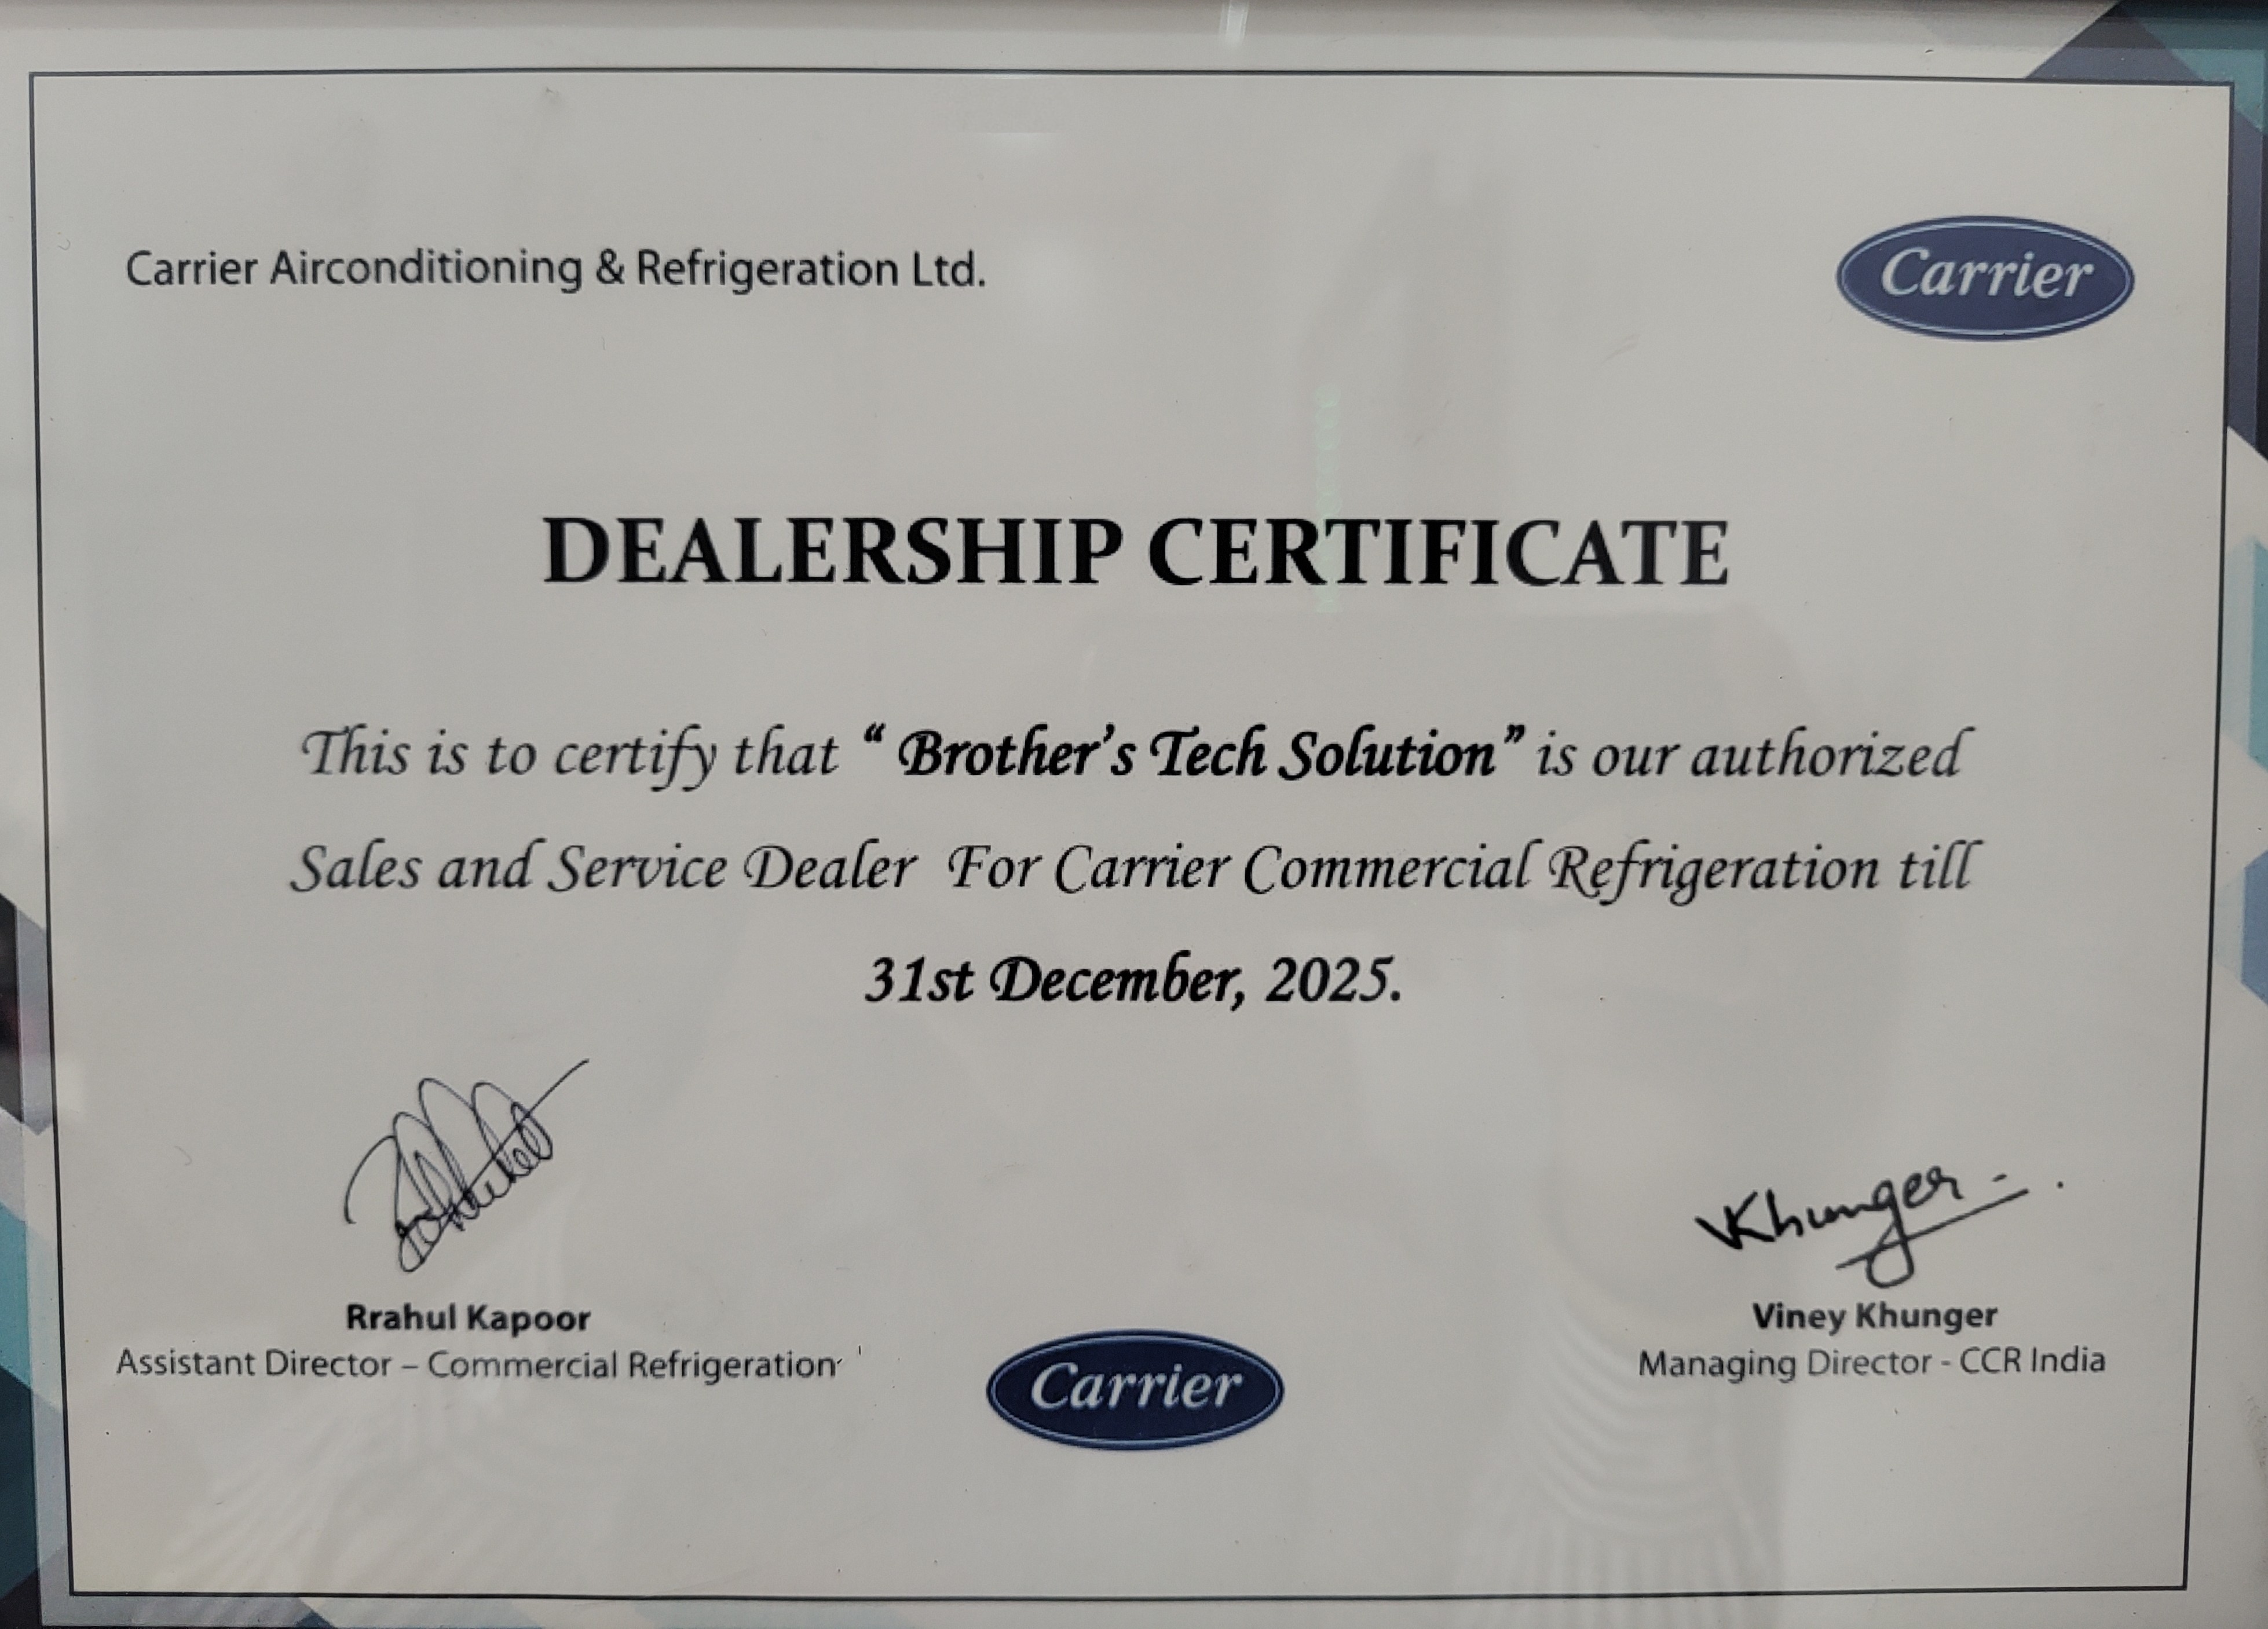 Carrier Airconditioning & Refrigeration Ltd.
Carrier
DEALERSHIP CERTIFICATE
This is to certify that “ Brother’s Tech Solution” is our authorized
Sales and Service Dealer For Carrier Commercial Refrigeration till
31st December, 2025.
VKhunger
Rrahul Kapoor
Assistant Director – Commercial Refrigeration
Viney Khunger
Managing Director - CCR India
Carrier